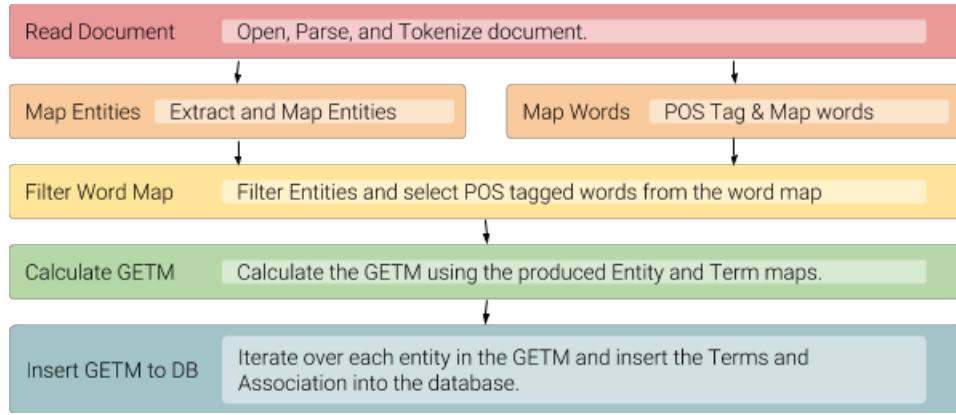 Read Document Open, Parse, and Tokenize document.
Map Entities Extract and Map Entities
Map Words POS Tag & Map words
Filter Word Map Filter Entities and select POS tagged words from the word map
Calculate GETM Calculate the GETM using the produced Entity and Term maps.
Insert GETM to DB Iterate over each entity in the GETM and insert the Terms and
Association into the database.